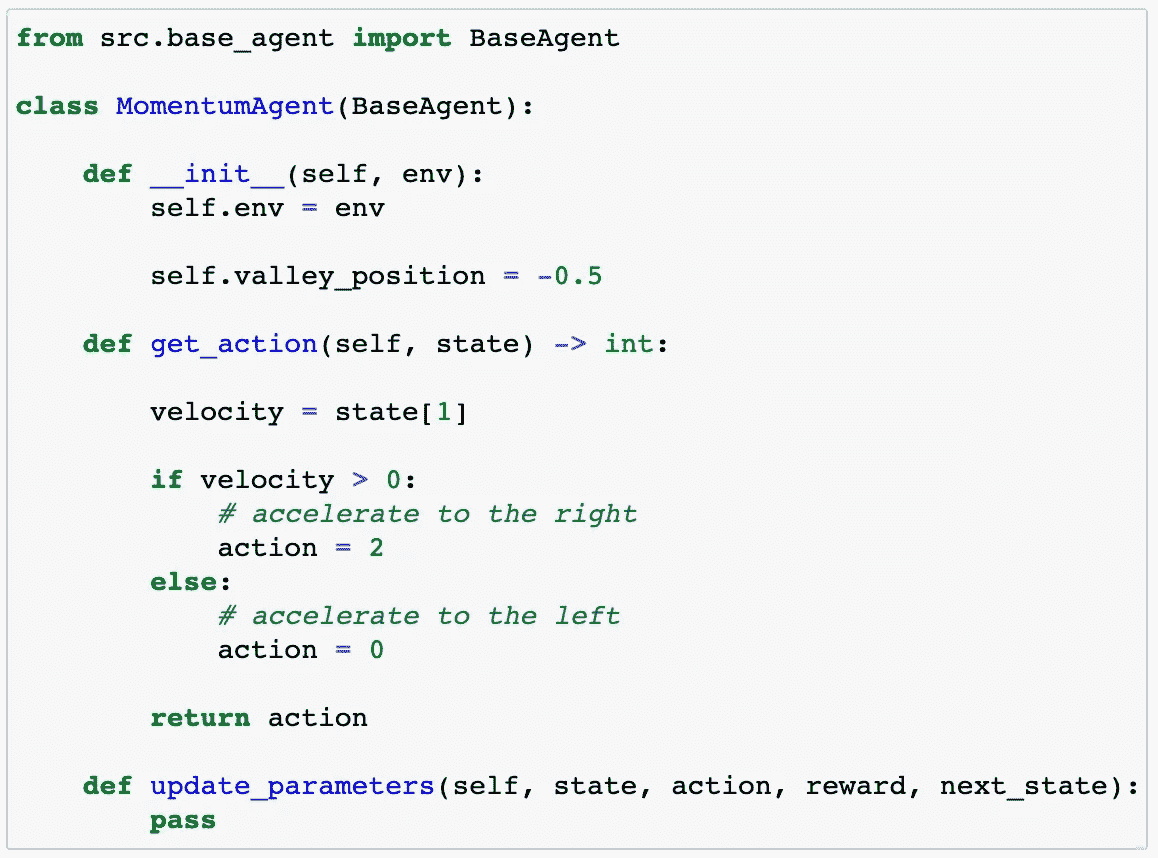 from src.base_agent import BaseAgent
class MomentumAgent(BaseAgent):
    def __init__(self, env):
        self.env = env
        self.valley_position = -0.5
    def get_action(self, state) -> int:
        velocity = state[1]
        if velocity > 0:
            # accelerate to the right
            action = 2
        else:
            # accelerate to the left
            action = 0
        return action
    def update_parameters(self, state, action, reward, next_state):
        pass